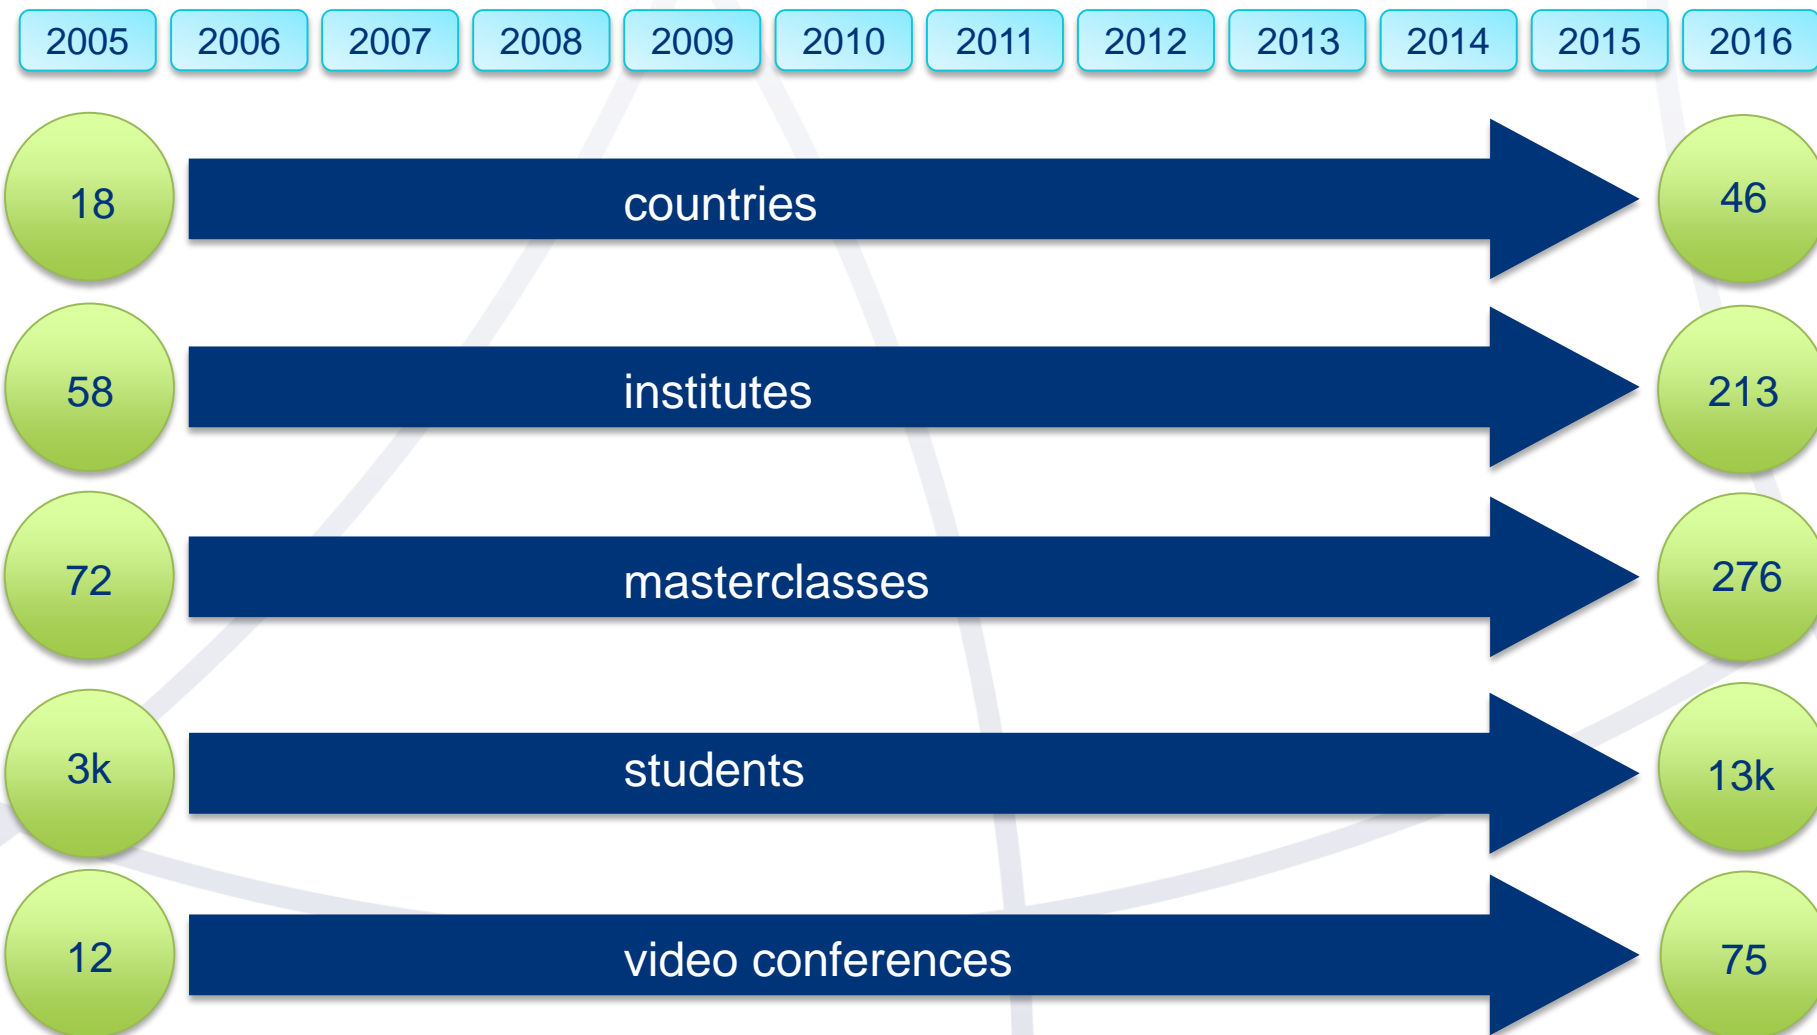 2005 2006 2007 2008 2009 2010 2011 2012 2013 2014 2015 2016
18 countries 46
58 institutes 213
72 masterclasses 276
3k students 13k
12 video conferences 75